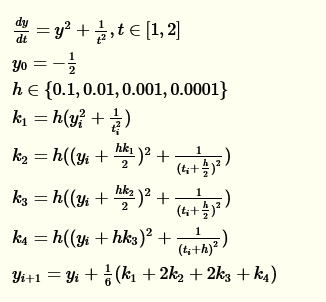 dy/dt = y² + 1/t², t ∈ [1, 2]
y₀ = −1/2
h ∈ {0.1, 0.01, 0.001, 0.0001}
k₁ = h(yᵢ² + 1/tᵢ²)
k₂ = h((yᵢ + hk₁/2)² + 1/(tᵢ+h/2)²)
k₃ = h((yᵢ + hk₂/2)² + 1/(tᵢ+h/2)²)
k₄ = h((yᵢ + hk₃)² + 1/(tᵢ+h)²)
yᵢ₊₁ = yᵢ + 1/6(k₁ + 2k₂ + 2k₃ + k₄)